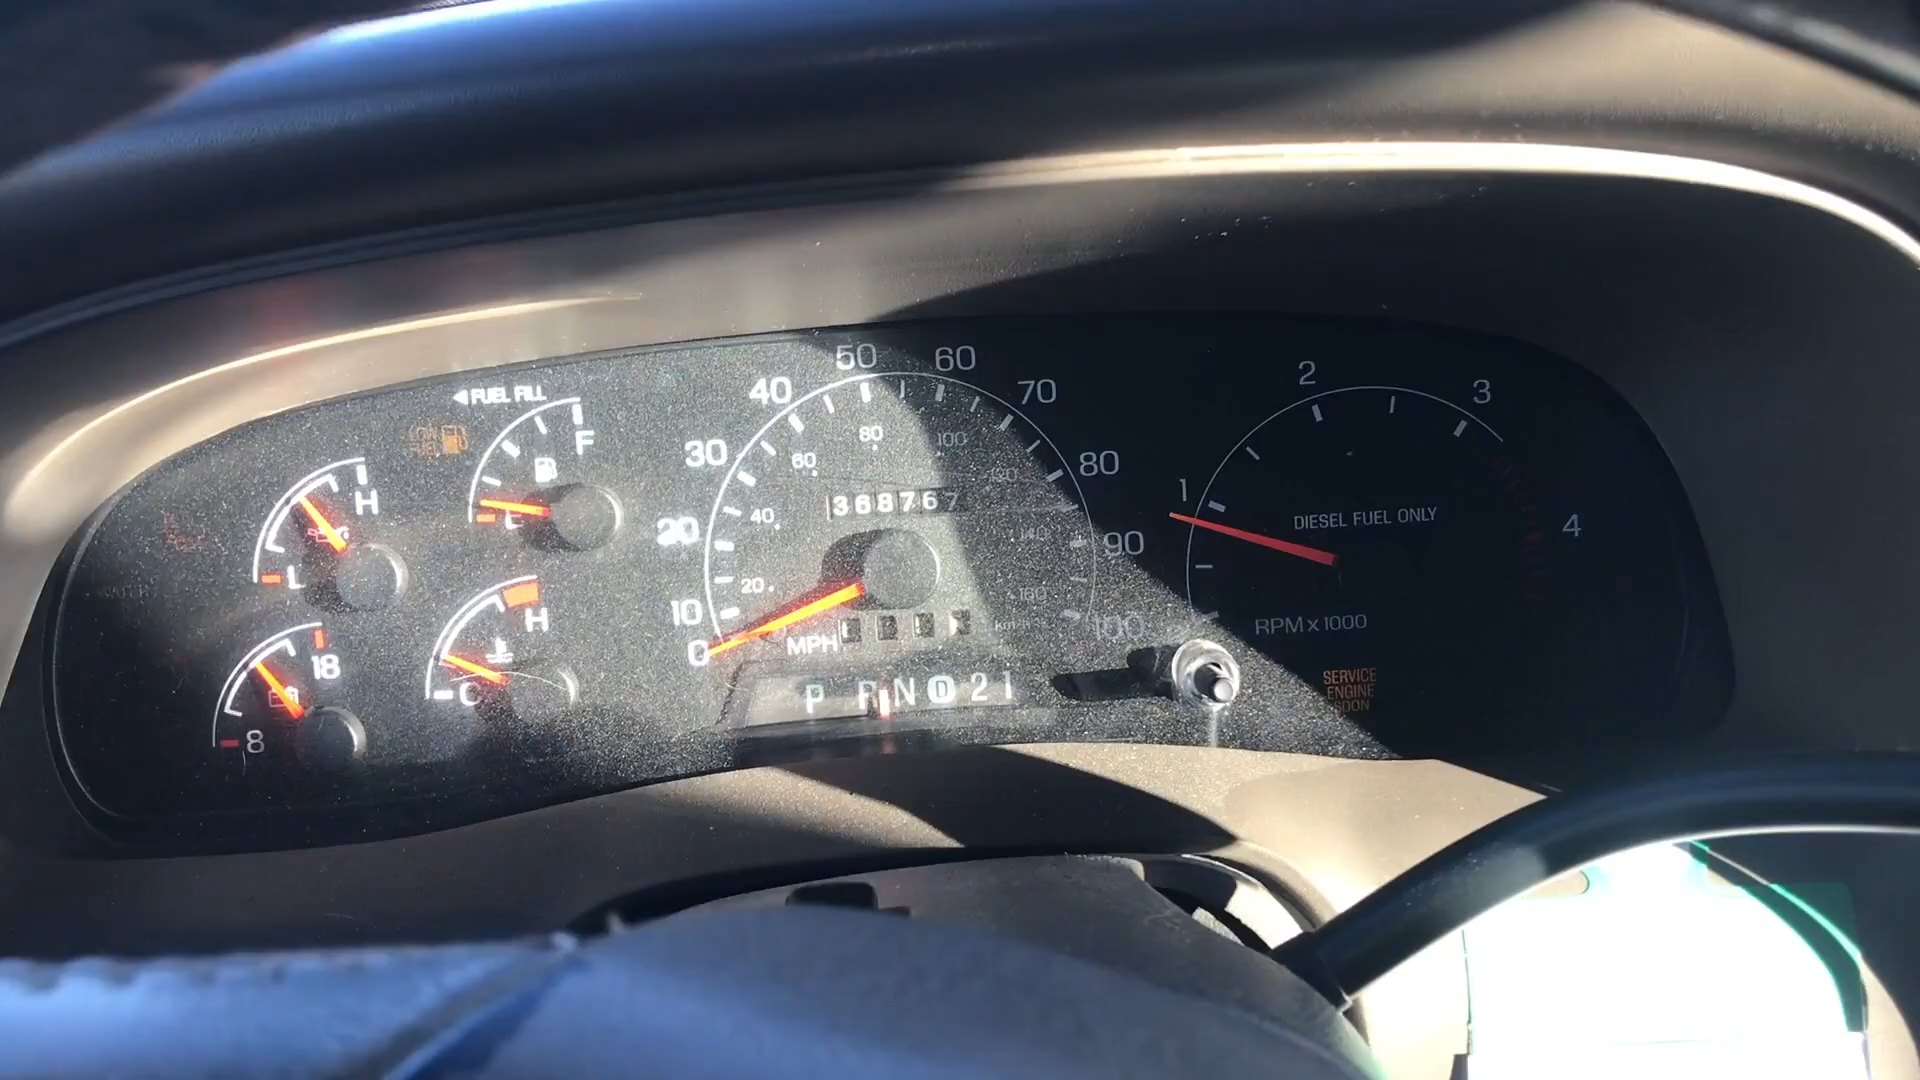 FUEL FILL
F
H
L
E
18
8
H
C
0 10 20 30 40 50 60 70 80 90 100
20 40 60 80 100
MPH
368767
P R N D 2 1
1 2 3 4
DIESEL FUEL ONLY
RPM x 1000
SERVICE
ENGINE
SOON